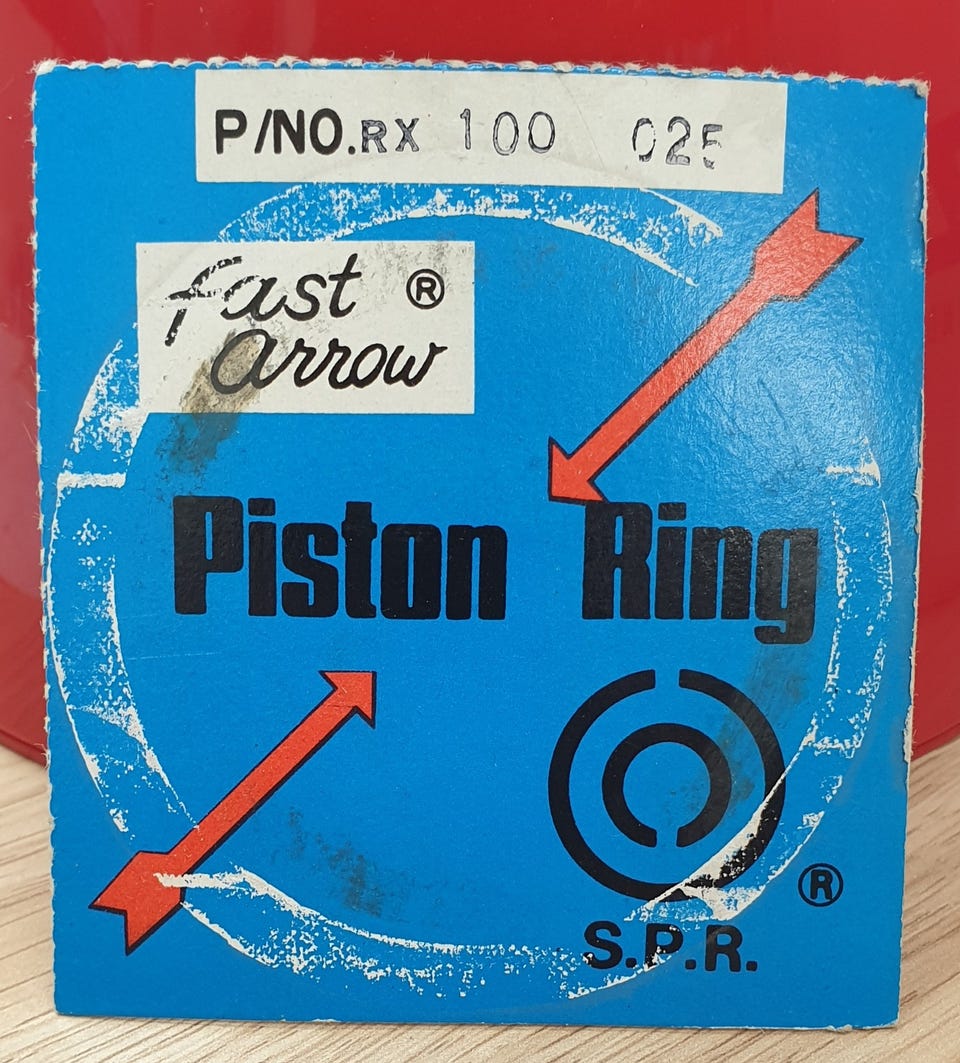 P/NO.RX 100 025
Fast ®
Arrow
Piston Ring
®
S.P.R.